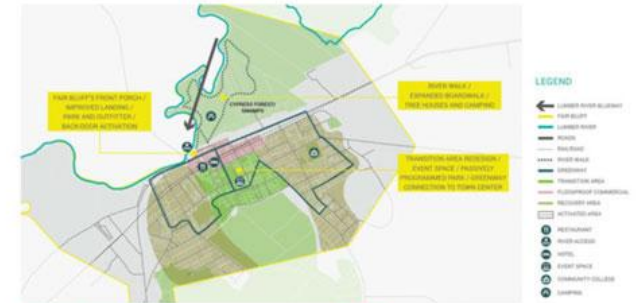 FAIR BLUFF'S FRONT PORCH /
IMPROVED LANDING /
PARK AND OUTFITTER /
BACKDOOR ACTIVATION
RIVER WALK /
EXPANDED BOARDWALK /
TREE HOUSES AND CAMPING
CYPRESS FOREST/
SWAMPS
TRANSITION AREA REDESIGN /
EVENT SPACE / PASSIVELY
PROGRAMMED PARK / GREENWAY
CONNECTION TO TOWN CENTER
LEGEND
LUMBER RIVER BLUEWAY
FAIR BLUFF
LUMBER RIVER
ROADS
RAILROAD
RIVER WALK
GREENWAY
TRANSITION AREA
FLOODPROOF COMMERCIAL
RECOVERY AREA
ACTIVATED AREA
RESTAURANT
RIVER ACCESS
HOTEL
EVENT SPACE
COMMUNITY COLLEGE
CAMPING